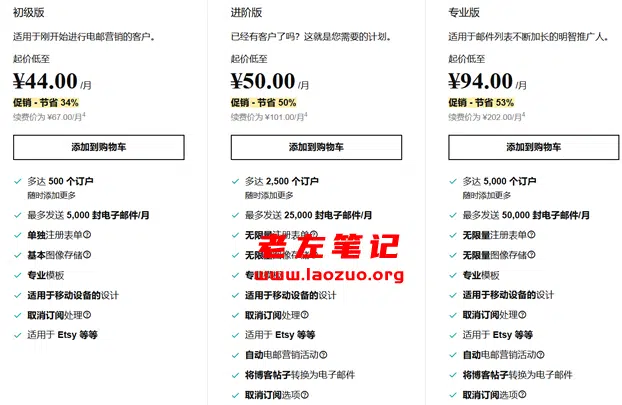 初级版
适用于刚开始进行电邮营销的客户。
起价低至
¥44.00 /月
促销 - 节省 34%
续费价为 ¥67.00/月4
添加到购物车
多达 500 个订户
随时添加更多
最多发送 5,000 封电子邮件/月
单独注册表单?
基本图像存储?
专业模板
适用于移动设备的设计
取消订阅处理?
适用于 Etsy 等等
进阶版
已经有客户了吗？这就是您需要的计划。
起价低至
¥50.00 /月
促销 - 节省 50%
续费价为 ¥101.00/月4
添加到购物车
多达 2,500 个订户
随时添加更多
最多发送 25,000 封电子邮件/月
无限量注册表单?
无限量图像存储
专业模板
适用于移动设备的设计
取消订阅处理?
适用于 Etsy 等等
自动电邮营销活动?
将博客帖子转换为电子邮件
取消订阅选项?
专业版
适用于邮件列表不断加长的明智推广人。
起价低至
¥94.00 /月
促销 - 节省 53%
续费价为 ¥202.00/月4
添加到购物车
多达 5,000 个订户
随时添加更多
最多发送 50,000 封电子邮件/月
无限量注册表单?
无限量图像存储?
专业模板
适用于移动设备的设计
取消订阅处理?
适用于 Etsy 等等
自动电邮营销活动?
将博客帖子转换为电子邮件
取消订阅选项?
老左笔记
www.laozuo.org